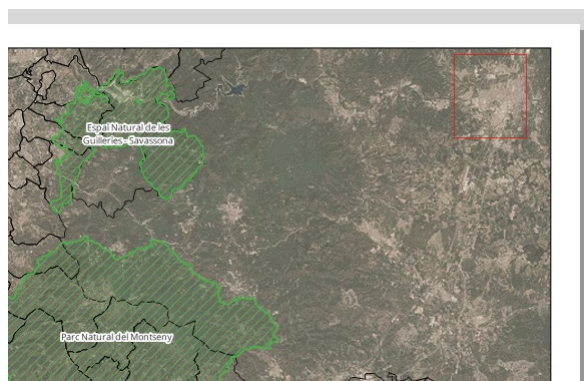 Espai Natural de les
Guilleries - Savassona
Parc Natural del Montseny